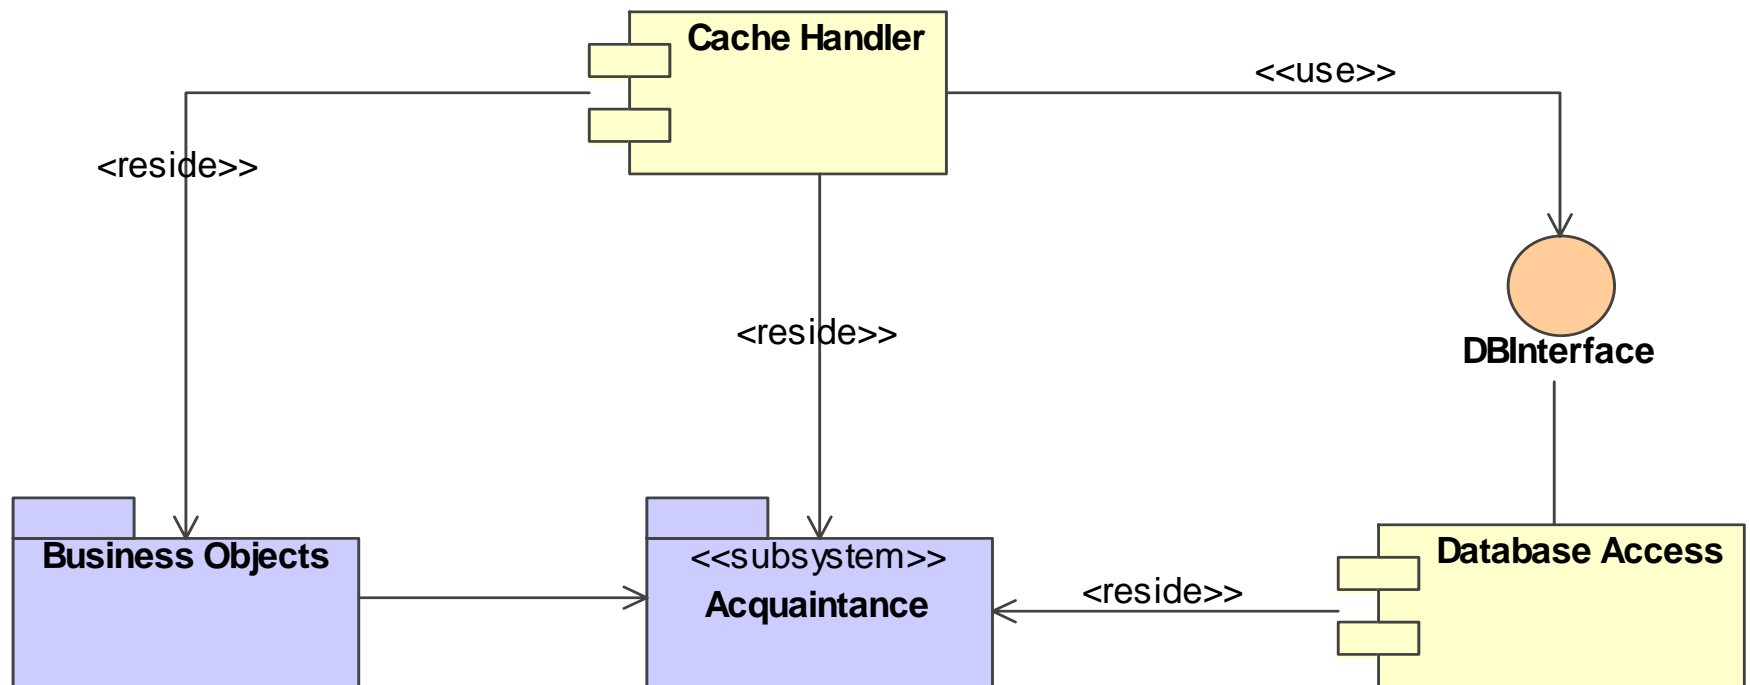 Cache Handler
<<use>>
<reside>>
<reside>>
DBInterface
Business Objects
<<subsystem>>
Acquaintance
<reside>>
Database Access